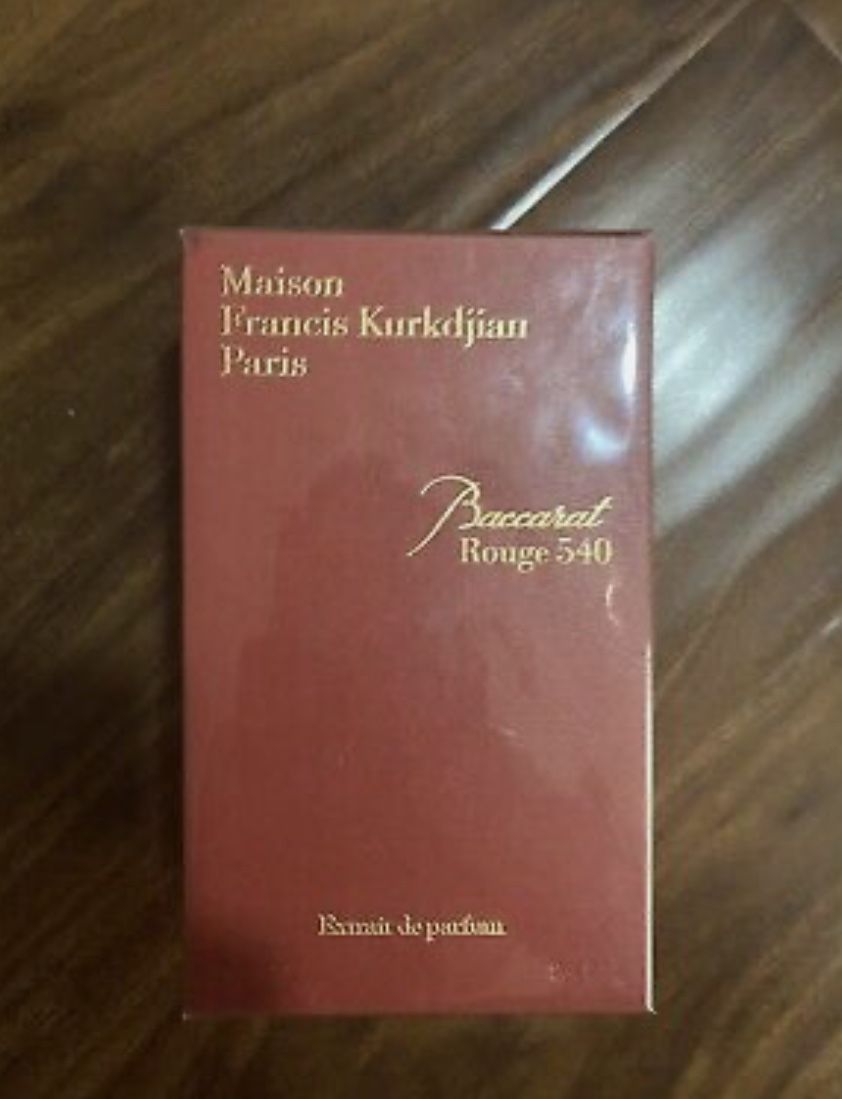 Maison
Francis Kurkdjian
Paris
Baccarat
Rouge 540
Extrait de parfum